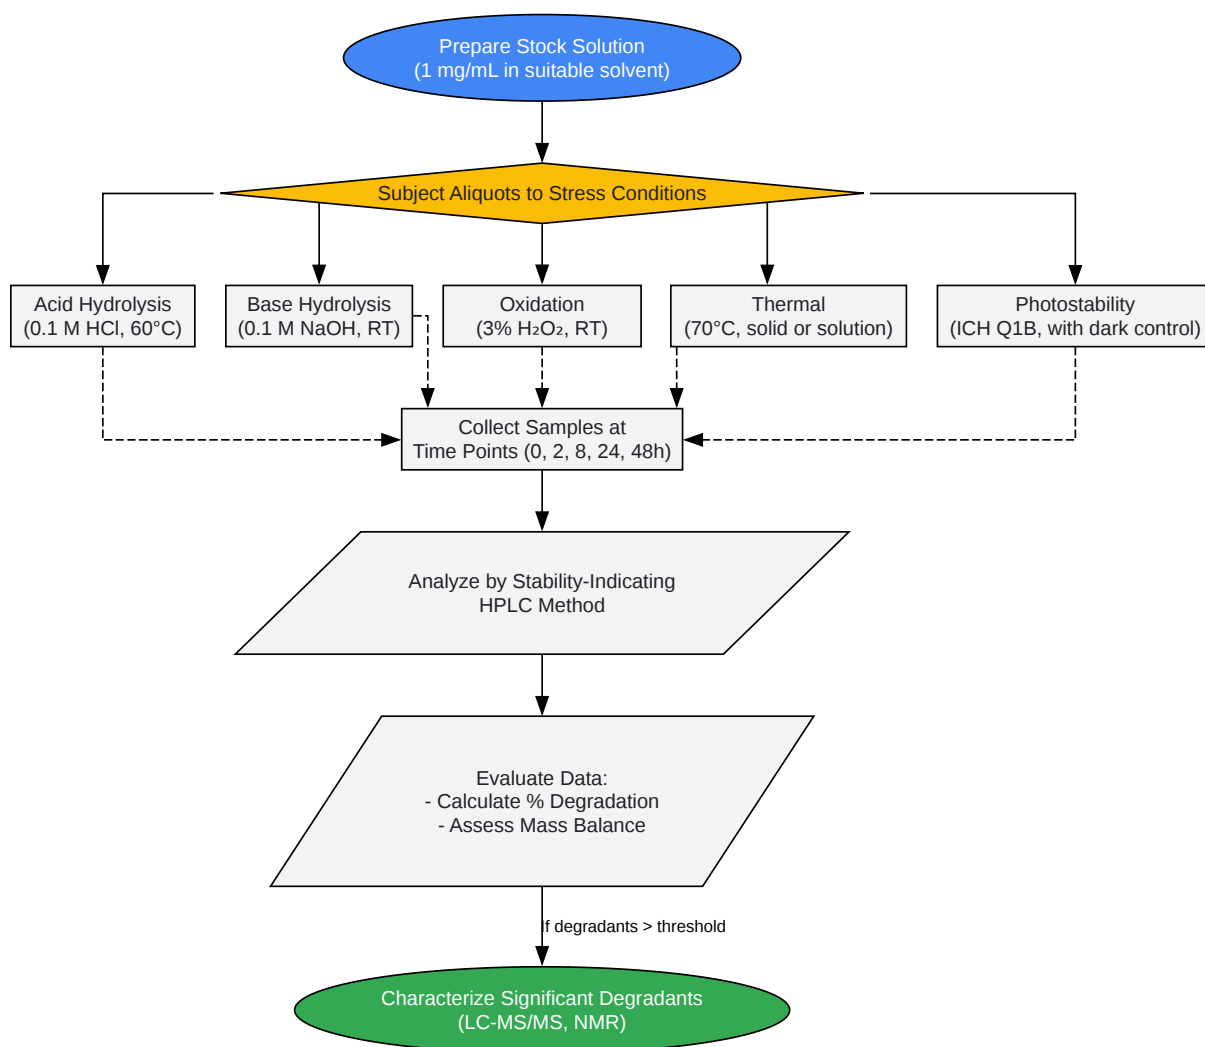 Prepare Stock Solution
(1 mg/mL in suitable solvent)
Subject Aliquots to Stress Conditions
Acid Hydrolysis
(0.1 M HCl, 60°C)
Base Hydrolysis
(0.1 M NaOH, RT)
Oxidation
(3% H₂O₂, RT)
Thermal
(70°C, solid or solution)
Photostability
(ICH Q1B, with dark control)
Collect Samples at
Time Points (0, 2, 8, 24, 48h)
Analyze by Stability-Indicating
HPLC Method
Evaluate Data:
- Calculate % Degradation
- Assess Mass Balance
If degradants > threshold
Characterize Significant Degradants
(LC-MS/MS, NMR)